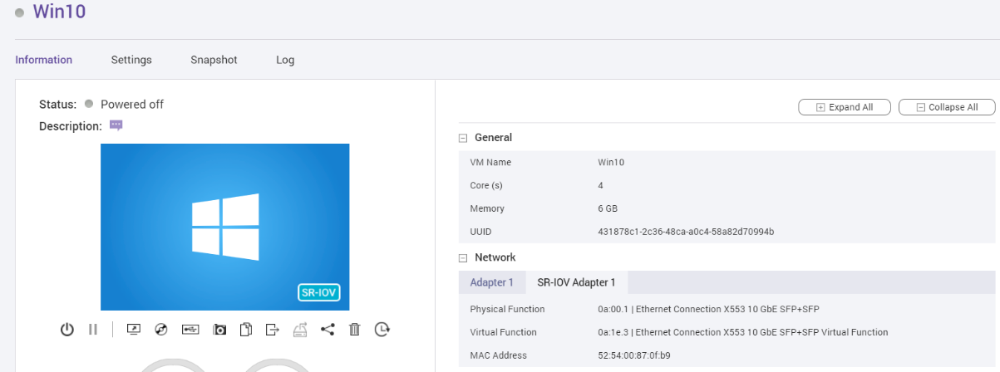 Win10
Information Settings Snapshot Log
Status: Powered off
Description:
SR-IOV
Expand All Collapse All
General
VM Name Win10
Core (s) 4
Memory 6 GB
UUID 431878c1-2c36-48ca-a0c4-58a82d70994b
Network
Adapter 1 SR-IOV Adapter 1
Physical Function 0a:00.1 | Ethernet Connection X553 10 GbE SFP+SFP
Virtual Function 0a:1e.3 | Ethernet Connection X553 10 GbE SFP+SFP Virtual Function
MAC Address 52:54:00:87:0f:b9